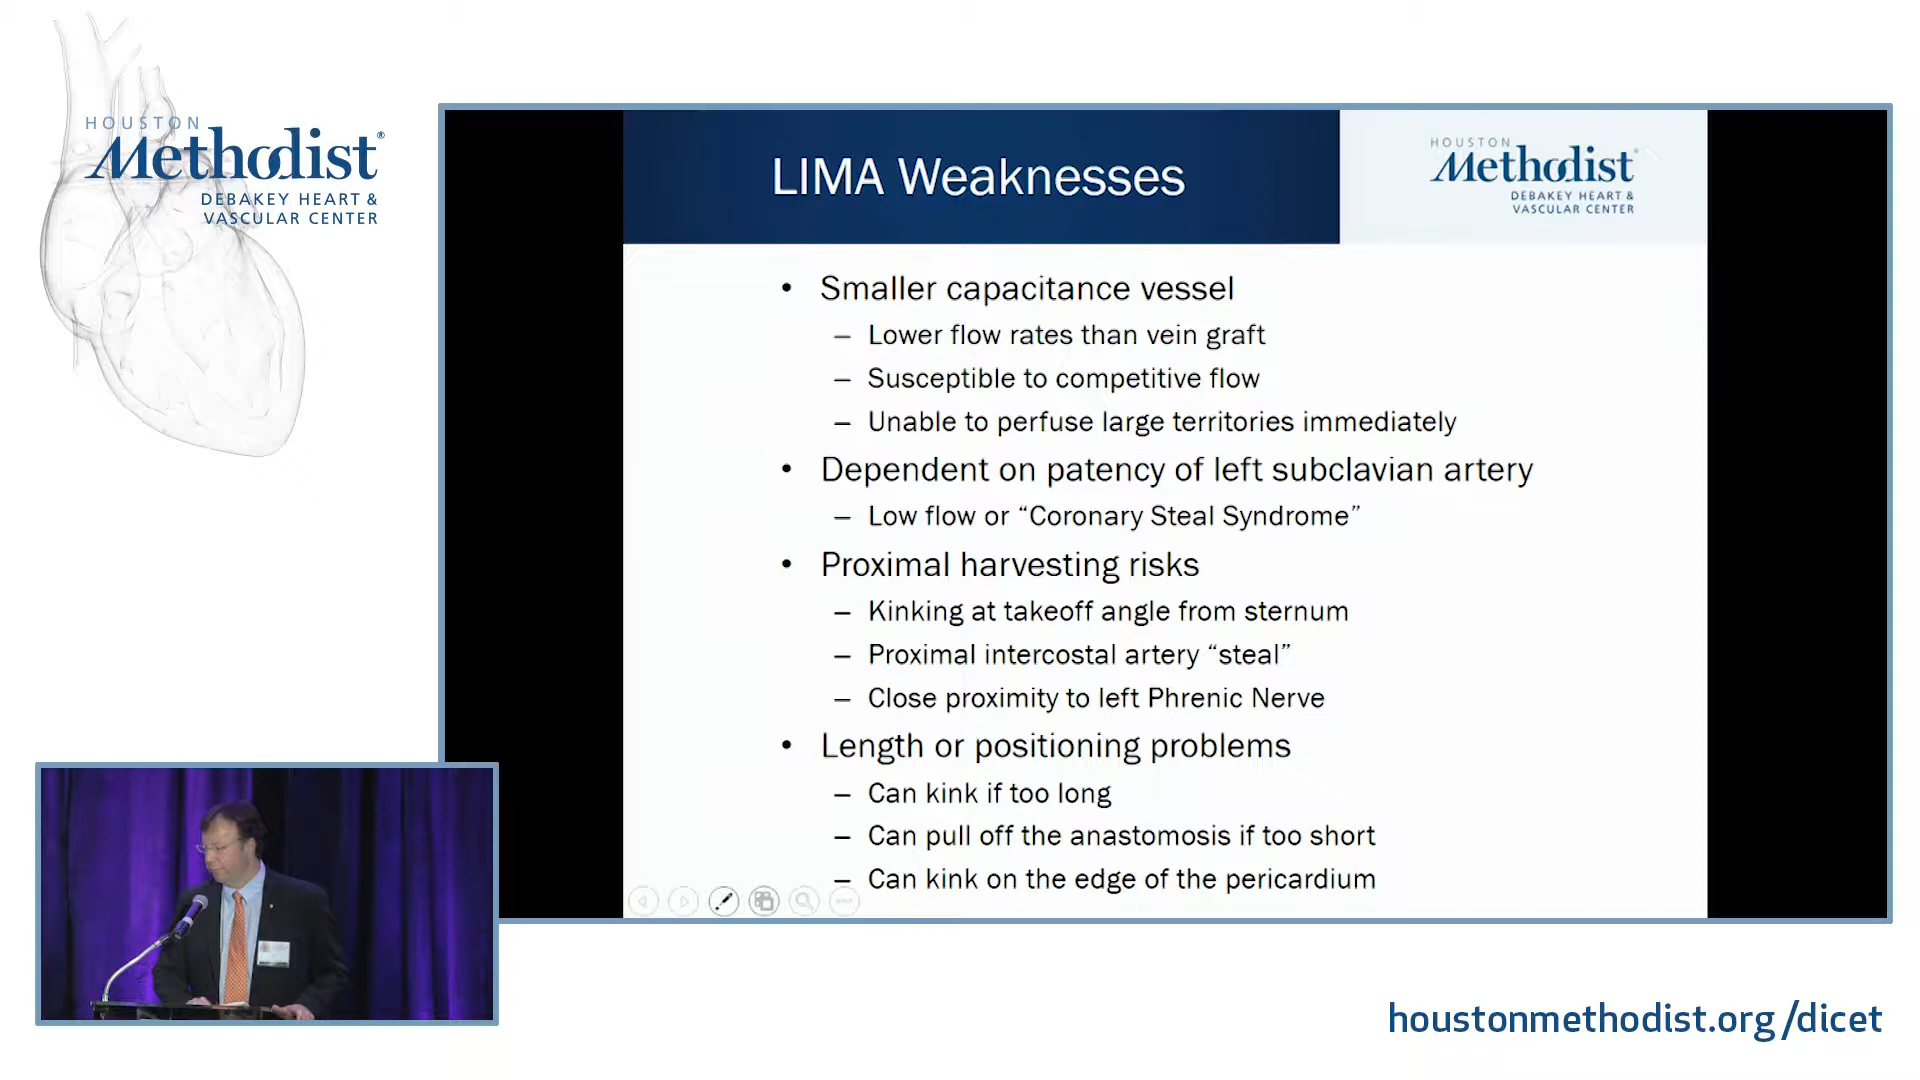 HOUSTON
Methodist®
DEBAKEY HEART &
VASCULAR CENTER
LIMA Weaknesses
HOUSTON
Methodist®
DEBAKEY HEART &
VASCULAR CENTER
• Smaller capacitance vessel
– Lower flow rates than vein graft
– Susceptible to competitive flow
– Unable to perfuse large territories immediately
• Dependent on patency of left subclavian artery
– Low flow or “Coronary Steal Syndrome”
• Proximal harvesting risks
– Kinking at takeoff angle from sternum
– Proximal intercostal artery “steal”
– Close proximity to left Phrenic Nerve
• Length or positioning problems
– Can kink if too long
– Can pull off the anastomosis if too short
– Can kink on the edge of the pericardium
houstonmethodist.org/dicet